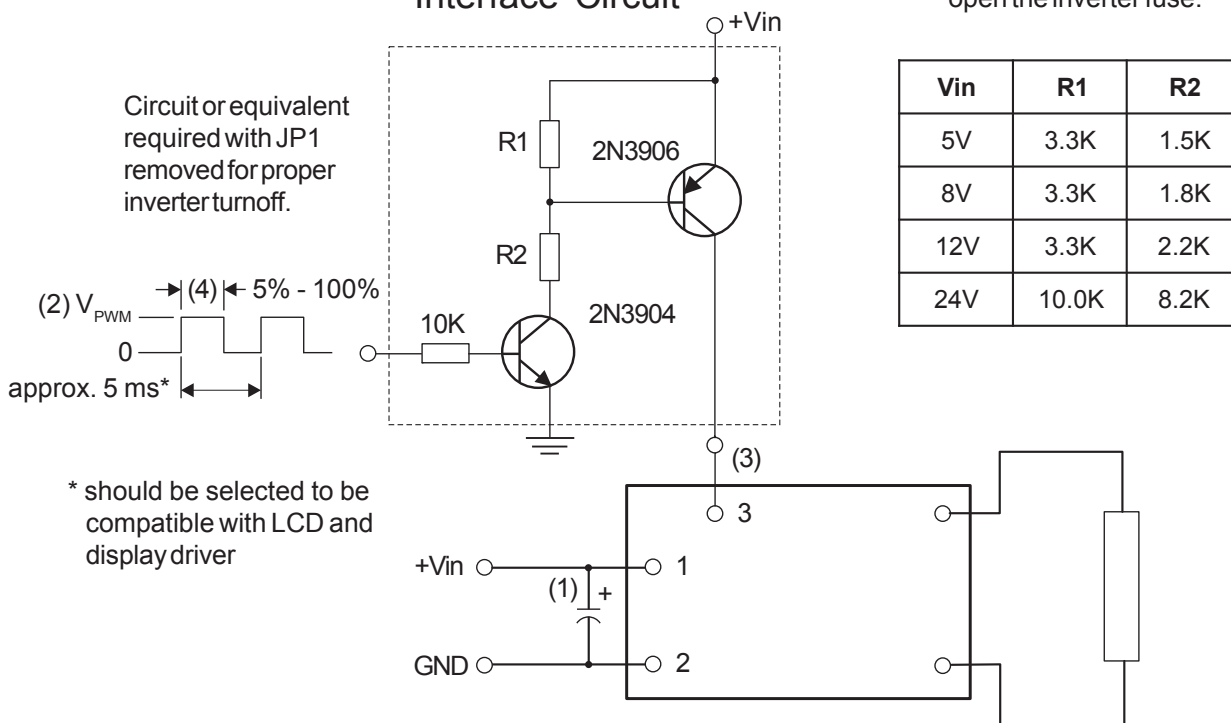 Interface Circuit
open the inverter fuse.
+Vin
Circuit or equivalent
required with JP1
removed for proper
inverter turnoff.
R1
2N3906
R2
2N3904
10K
(2) VPWM
(4)
5% - 100%
0
approx. 5 ms*
Vin R1 R2
5V 3.3K 1.5K
8V 3.3K 1.8K
12V 3.3K 2.2K
24V 10.0K 8.2K
* should be selected to be
compatible with LCD and
display driver
(3)
3
+Vin
(1)
+
1
GND
2